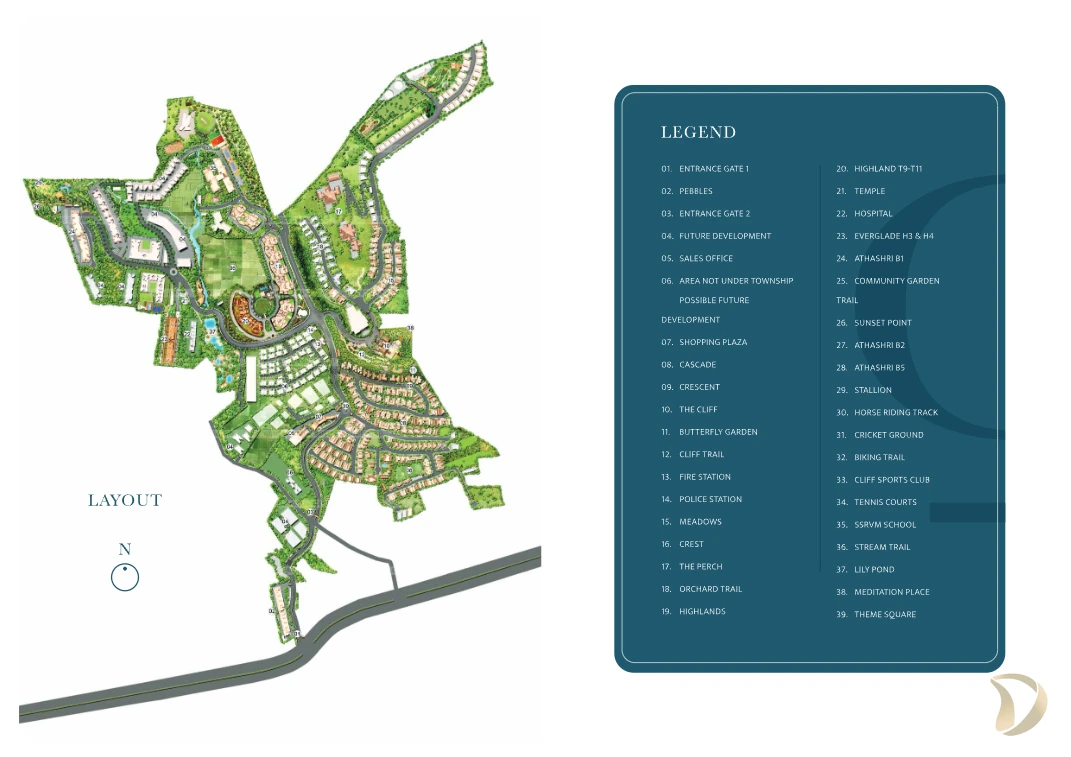 LAYOUT
N
LEGEND
01. ENTRANCE GATE 1
02. PEBBLES
03. ENTRANCE GATE 2
04. FUTURE DEVELOPMENT
05. SALES OFFICE
06. AREA NOT UNDER TOWNSHIP
POSSIBLE FUTURE
DEVELOPMENT
07. SHOPPING PLAZA
08. CASCADE
09. CRESCENT
10. THE CLIFF
11. BUTTERFLY GARDEN
12. CLIFF TRAIL
13. FIRE STATION
14. POLICE STATION
15. MEADOWS
16. CREST
17. THE PERCH
18. ORCHARD TRAIL
19. HIGHLANDS
20. HIGHLAND T9-T11
21. TEMPLE
22. HOSPITAL
23. EVERGLADE H3 & H4
24. ATHASHRI B1
25. COMMUNITY GARDEN
TRAIL
26. SUNSET POINT
27. ATHASHRI B2
28. ATHASHRI B5
29. STALLION
30. HORSE RIDING TRACK
31. CRICKET GROUND
32. BIKING TRAIL
33. CLIFF SPORTS CLUB
34. TENNIS COURTS
35. SSRVM SCHOOL
36. STREAM TRAIL
37. LILY POND
38. MEDITATION PLACE
39. THEME SQUARE